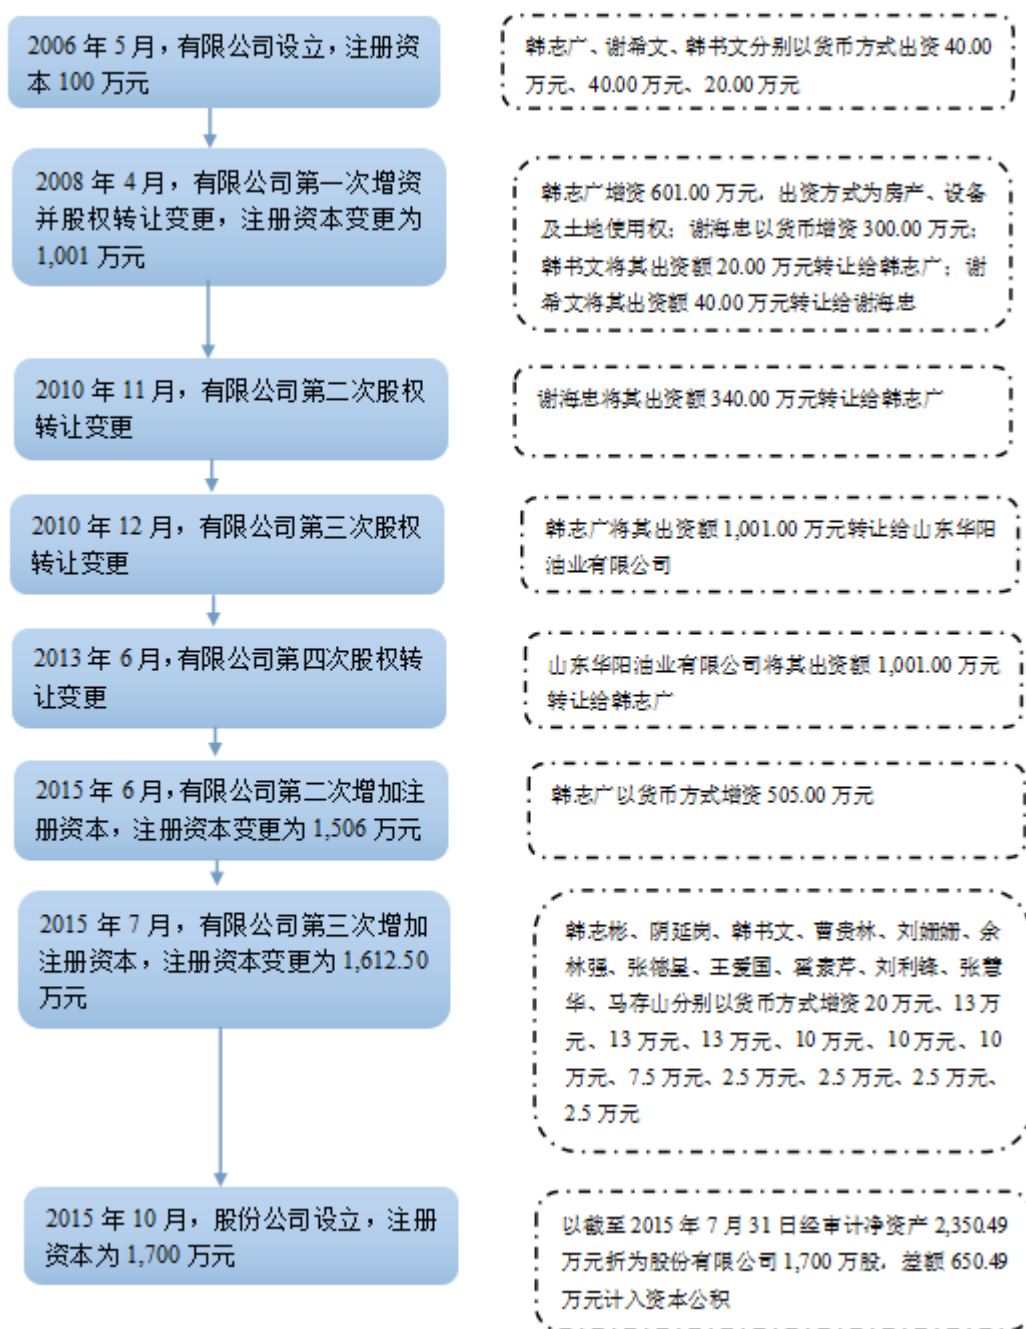 2006 年 5 月，有限公司设立，注册资
本 100 万元
韩志广、谢希文、韩书文分别以货币方式出资 40.00
万元、40.00 万元、20.00 万元
2008 年 4 月，有限公司第一次增资
并股权转让变更，注册资本变更为
1,001 万元
韩志广增资 601.00 万元，出资方式为房产、设备
及土地使用权；谢海忠以货币增资 300.00 万元；
韩书文将其出资额 20.00 万元转让给韩志广；谢
希文将其出资额 40.00 万元转让给谢海忠
2010 年 11 月，有限公司第二次股权
转让变更
谢海忠将其出资额 340.00 万元转让给韩志广
2010 年 12 月，有限公司第三次股权
转让变更
韩志广将其出资额 1,001.00 万元转让给山东华阳
油业有限公司
2013 年 6 月，有限公司第四次股权转
让变更
山东华阳油业有限公司将其出资额 1,001.00 万元
转让给韩志广
2015 年 6 月，有限公司第二次增加注
册资本，注册资本变更为 1,506 万元
韩志广以货币方式增资 505.00 万元
2015 年 7 月，有限公司第三次增加
注册资本，注册资本变更为 1,612.50
万元
韩志彬、阴延岗、韩书文、曹贵林、刘姗姗、余
林强、张德星、王爱国、翟素芹、刘利锋、张慧
华、马存山分别以货币方式增资 20 万元、13 万
元、13 万元、13 万元、10 万元、10 万元、10
万元、7.5 万元、2.5 万元、2.5 万元、2.5 万元、
2.5 万元
2015 年 10 月，股份公司设立，注册
资本为 1,700 万元
以截至 2015 年 7 月 31 日经审计净资产 2,350.49
万元折为股份有限公司 1,700 万股，差额 650.49
万元计入资本公积